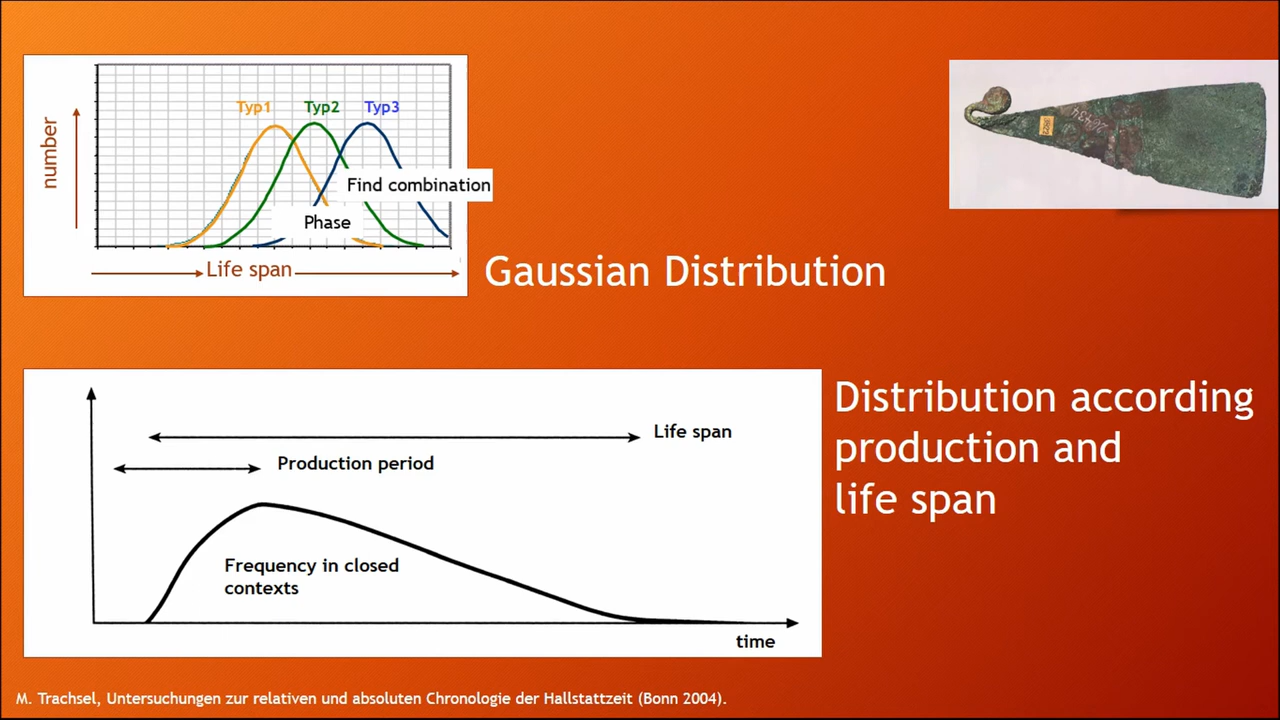 Typ1
Typ2
Typ3
number
Find combination
Phase
Life span
Gaussian Distribution
Distribution according
production and
life span
Life span
Production period
Frequency in closed
contexts
time
M. Trachsel, Untersuchungen zur relativen und absoluten Chronologie der Hallstattzeit (Bonn 2004).